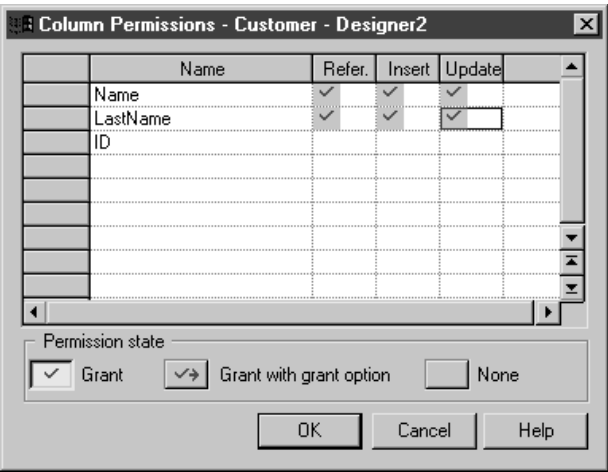 Column Permissions - Customer - Designer2
Name Refer. Insert Update
Name
LastName
ID
Permission state
Grant Grant with grant option None
OK Cancel Help